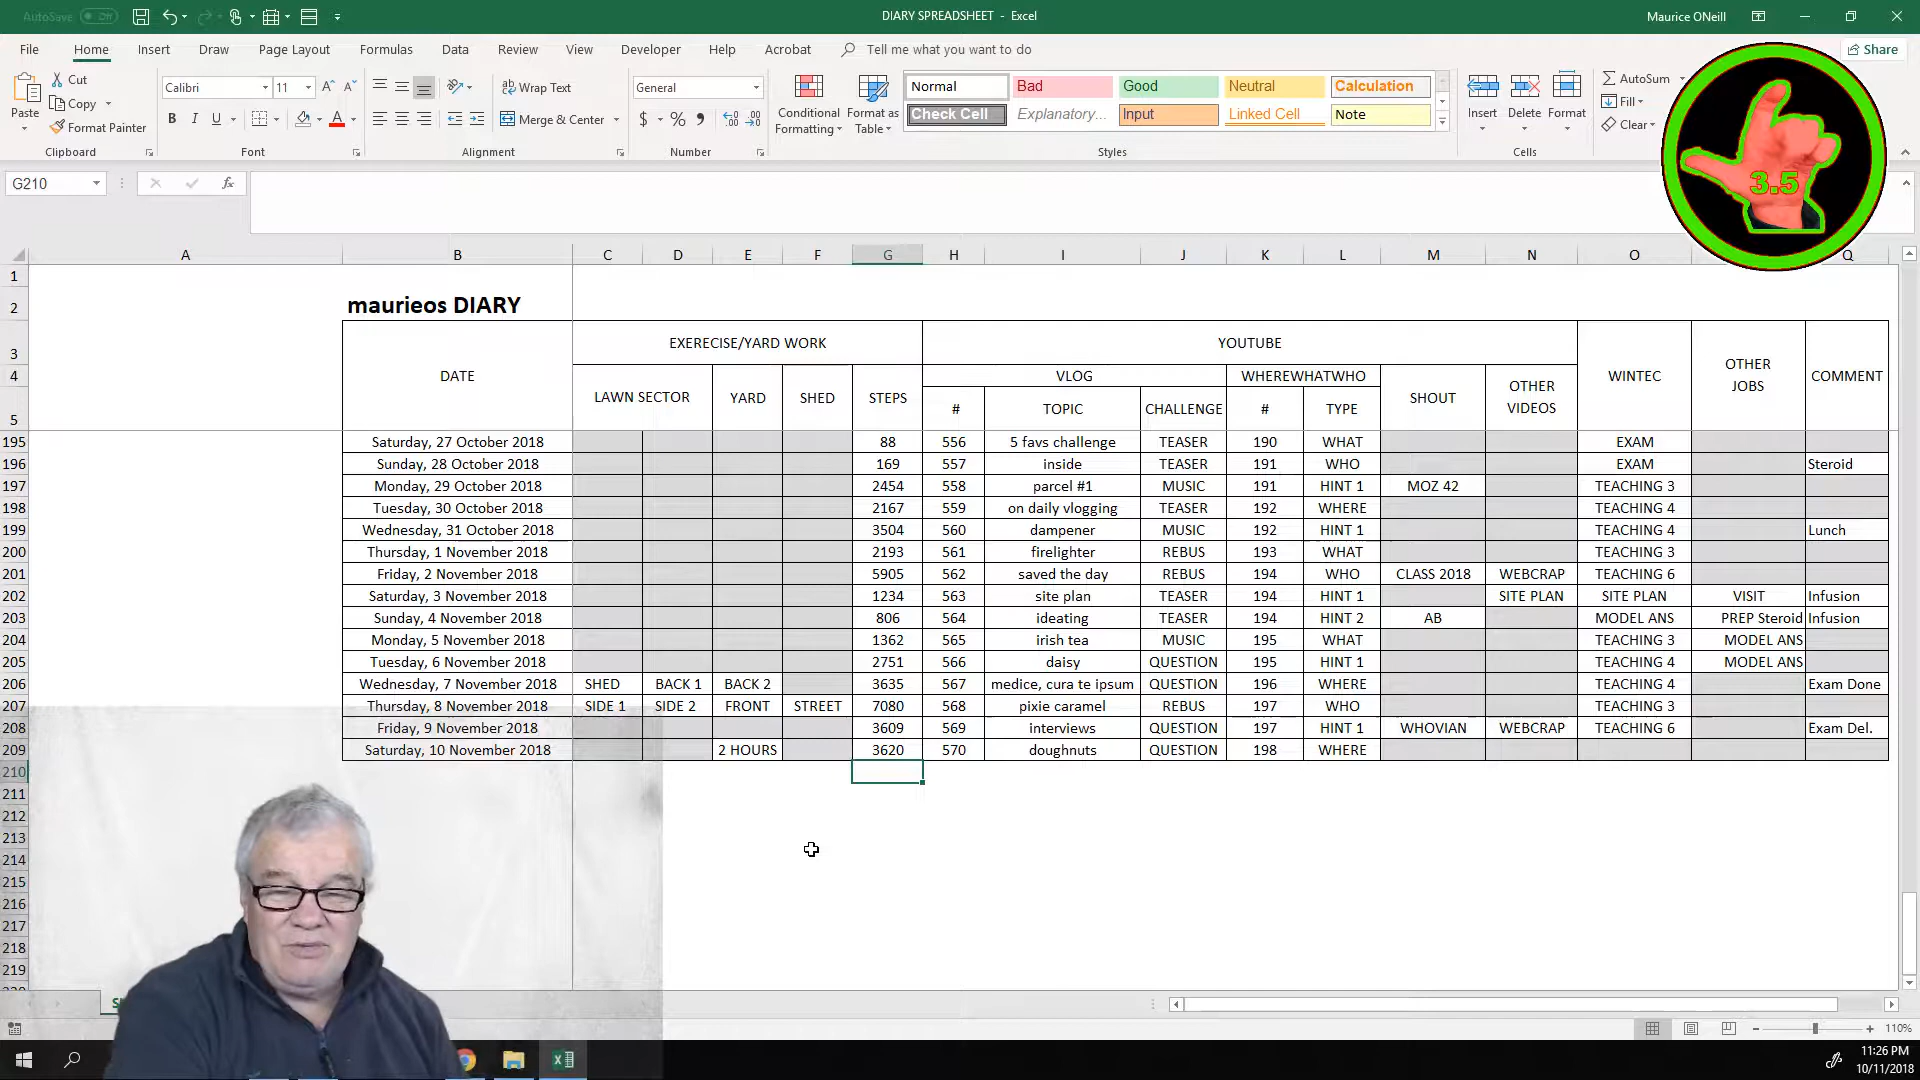 AutoSave Off
DIARY SPREADSHEET - Excel
Maurice ONeill
File Home Insert Draw Page Layout Formulas Data Review View Developer Help Acrobat Tell me what you want to do Share
Paste
Cut
Copy
Format Painter
Clipboard
Calibri 11
B I U A
Font
Wrap Text
Merge & Center
Alignment
General
$ % ,
Number
Conditional Formatting
Format as Table
Normal Bad Good Neutral Calculation
Check Cell Explanatory... Input Linked Cell Note
Styles
Insert Delete Format
Cells
AutoSum
Fill
Clear
3.5
G210 fx
A B C D E F G H I J K L M N O Q
1
2 maurieos DIARY
3 EXERECISE/YARD WORK YOUTUBE
4 DATE LAWN SECTOR YARD SHED STEPS VLOG WHEREWHATWHO SHOUT OTHER VIDEOS WINTEC OTHER JOBS COMMENT
5 # TOPIC CHALLENGE # TYPE
195 Saturday, 27 October 2018 88 556 5 favs challenge TEASER 190 WHAT EXAM
196 Sunday, 28 October 2018 169 557 inside TEASER 191 WHO EXAM Steroid
197 Monday, 29 October 2018 2454 558 parcel #1 MUSIC 191 HINT 1 MOZ 42 TEACHING 3
198 Tuesday, 30 October 2018 2167 559 on daily vlogging TEASER 192 WHERE TEACHING 4
199 Wednesday, 31 October 2018 3504 560 dampener MUSIC 192 HINT 1 TEACHING 4 Lunch
200 Thursday, 1 November 2018 2193 561 firelighter REBUS 193 WHAT TEACHING 3
201 Friday, 2 November 2018 5905 562 saved the day REBUS 194 WHO CLASS 2018 WEBCRAP TEACHING 6
202 Saturday, 3 November 2018 1234 563 site plan TEASER 194 HINT 1 SITE PLAN SITE PLAN VISIT Infusion
203 Sunday, 4 November 2018 806 564 ideating TEASER 194 HINT 2 AB MODEL ANS PREP Steroid Infusion
204 Monday, 5 November 2018 1362 565 irish tea MUSIC 195 WHAT TEACHING 3 MODEL ANS
205 Tuesday, 6 November 2018 2751 566 daisy QUESTION 195 HINT 1 TEACHING 4 MODEL ANS
206 Wednesday, 7 November 2018 SHED BACK 1 BACK 2 3635 567 medice, cura te ipsum QUESTION 196 WHERE TEACHING 4 Exam Done
207 Thursday, 8 November 2018 SIDE 1 SIDE 2 FRONT STREET 7080 568 pixie caramel REBUS 197 WHO TEACHING 3
208 Friday, 9 November 2018 3609 569 interviews QUESTION 197 HINT 1 WHOVIAN WEBCRAP TEACHING 6 Exam Del.
209 Saturday, 10 November 2018 2 HOURS 3620 570 doughnuts QUESTION 198 WHERE
210
211
212
213
214
215
216
217
218
219
110%
11:26 PM
10/11/2018